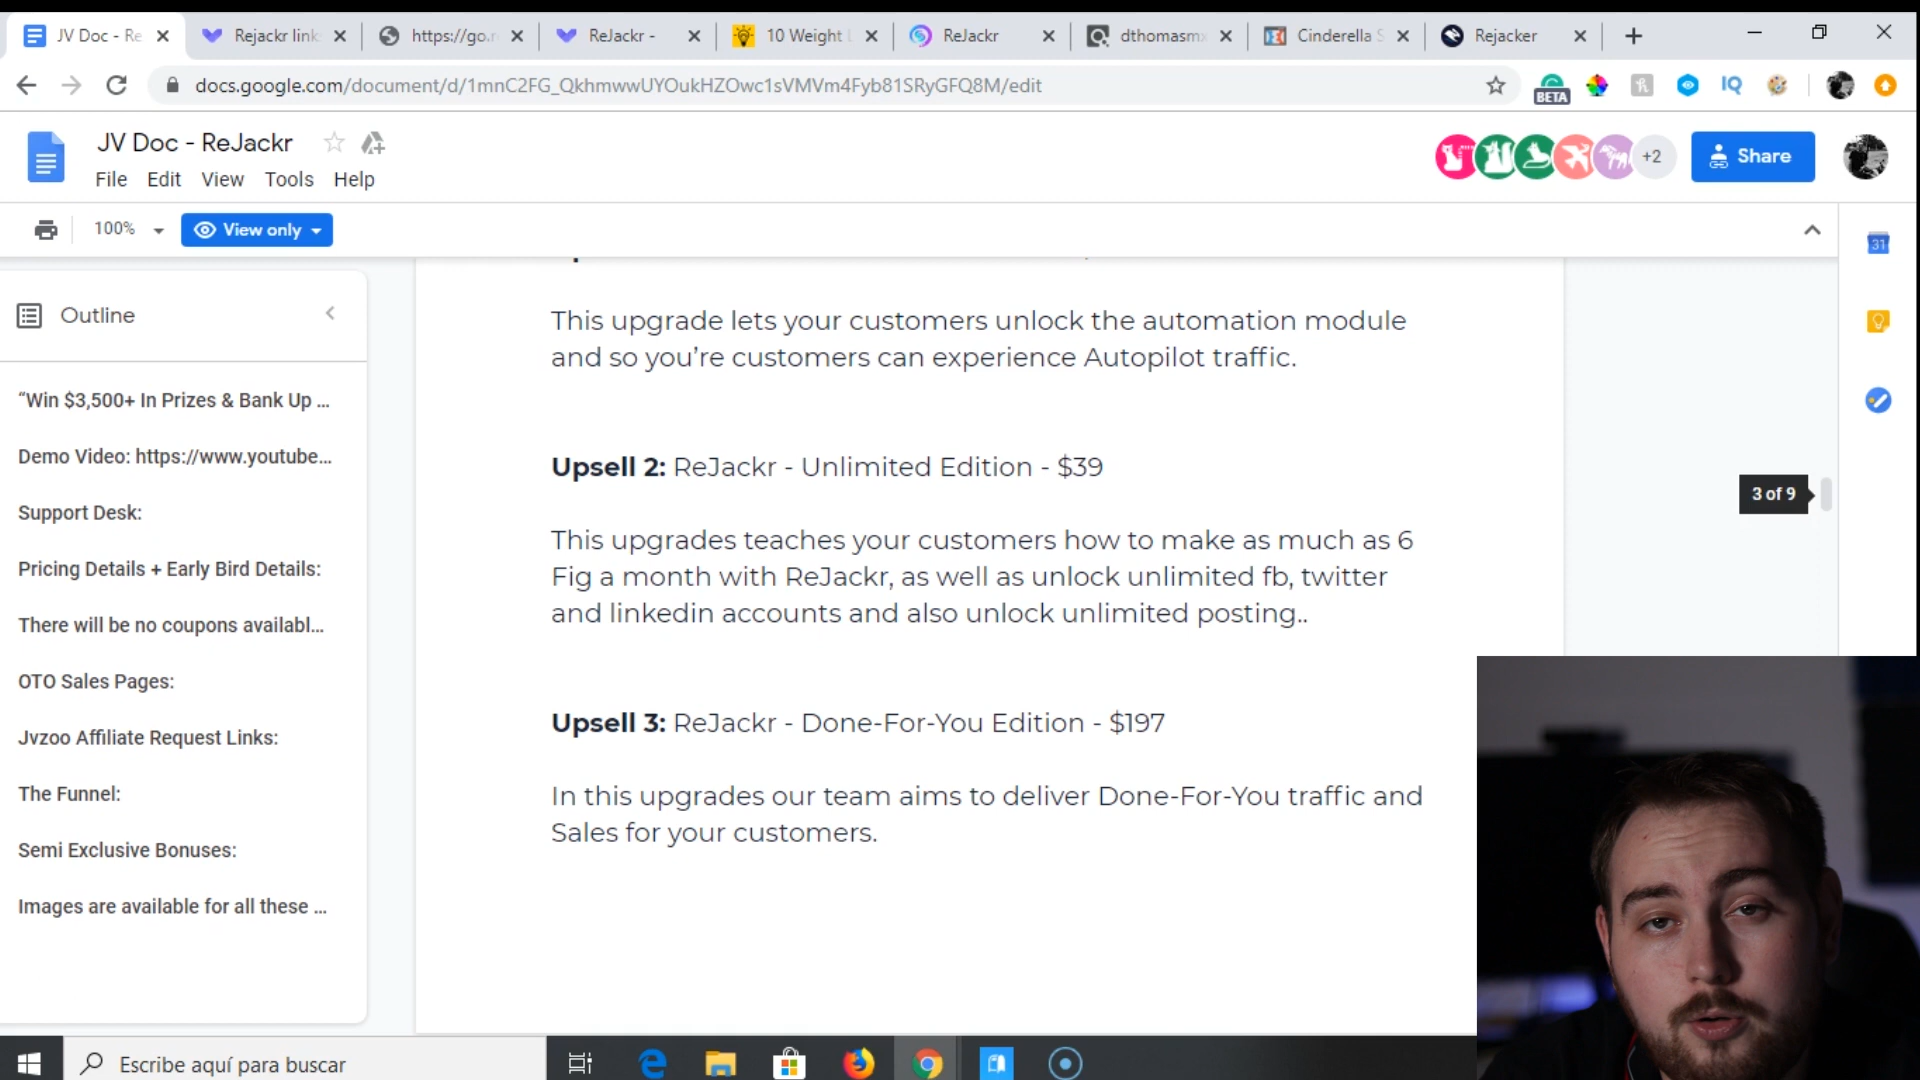 JV Doc - Re
Rejackr link
https://go.r
ReJackr -
10 Weight L
ReJackr
dthomasmx
Cinderella S
Rejacker
docs.google.com/document/d/1mnC2FG_QkhmwwUYOukHZOwc1sVMVm4Fyb81SRyGFQ8M/edit
BETA
IQ
JV Doc - ReJackr
File Edit View Tools Help
+2
Share
100%
View only
31
Outline
“Win $3,500+ In Prizes & Bank Up ...
Demo Video: https://www.youtube...
Support Desk:
Pricing Details + Early Bird Details:
There will be no coupons availabl...
OTO Sales Pages:
Jvzoo Affiliate Request Links:
The Funnel:
Semi Exclusive Bonuses:
Images are available for all these ...
This upgrade lets your customers unlock the automation module
and so you’re customers can experience Autopilot traffic.
Upsell 2: ReJackr - Unlimited Edition - $39
This upgrades teaches your customers how to make as much as 6
Fig a month with ReJackr, as well as unlock unlimited fb, twitter
and linkedin accounts and also unlock unlimited posting..
Upsell 3: ReJackr - Done-For-You Edition - $197
In this upgrades our team aims to deliver Done-For-You traffic and
Sales for your customers.
3 of 9
Escribe aquí para buscar